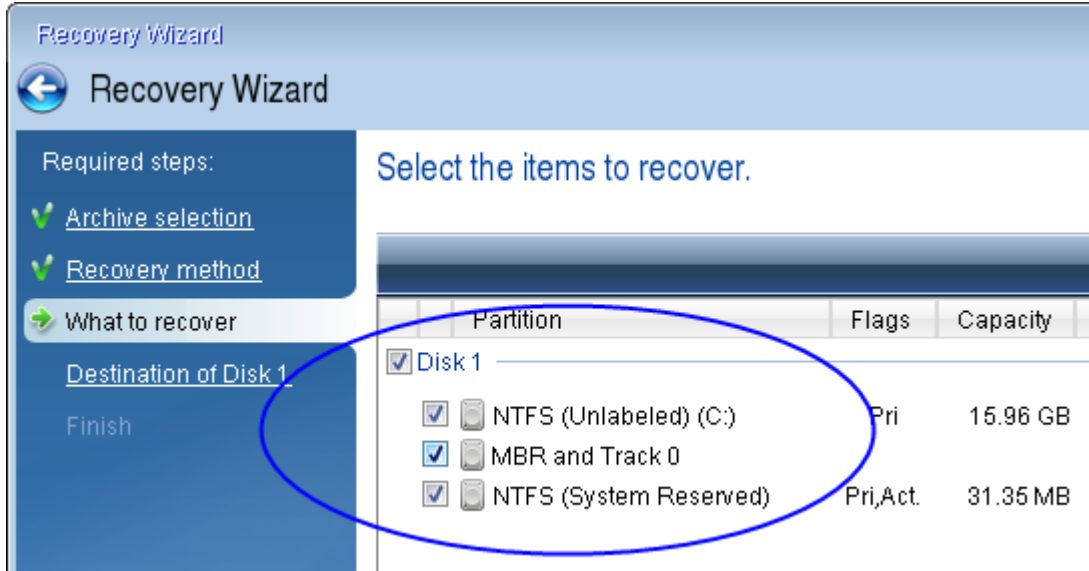 Recovery Wizard
Recovery Wizard
Required steps:
Archive selection
Recovery method
What to recover
Destination of Disk 1
Finish
Select the items to recover.
Partition Flags Capacity
Disk 1
NTFS (Unlabeled) (C:) Pri 15.96 GB
MBR and Track 0
NTFS (System Reserved) Pri,Act. 31.35 MB